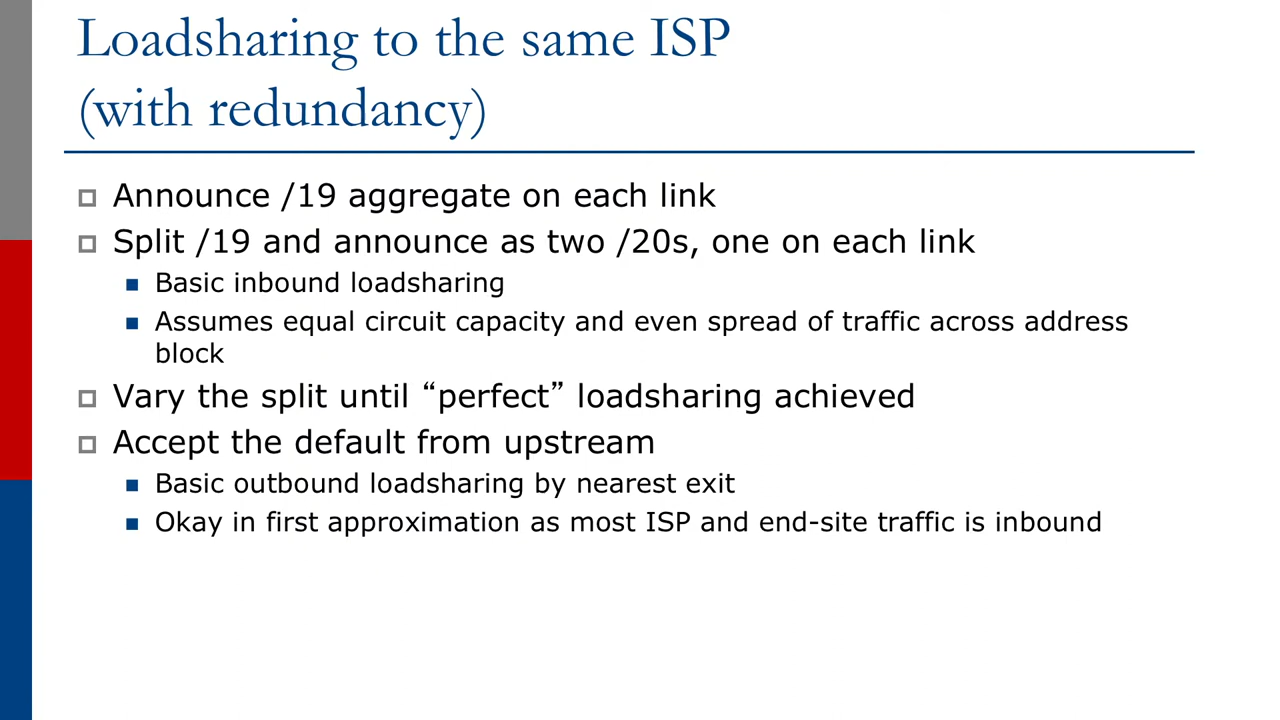 Loadsharing to the same ISP
(with redundancy)
Announce /19 aggregate on each link
Split /19 and announce as two /20s, one on each link
Basic inbound loadsharing
Assumes equal circuit capacity and even spread of traffic across address
block
Vary the split until “perfect” loadsharing achieved
Accept the default from upstream
Basic outbound loadsharing by nearest exit
Okay in first approximation as most ISP and end-site traffic is inbound